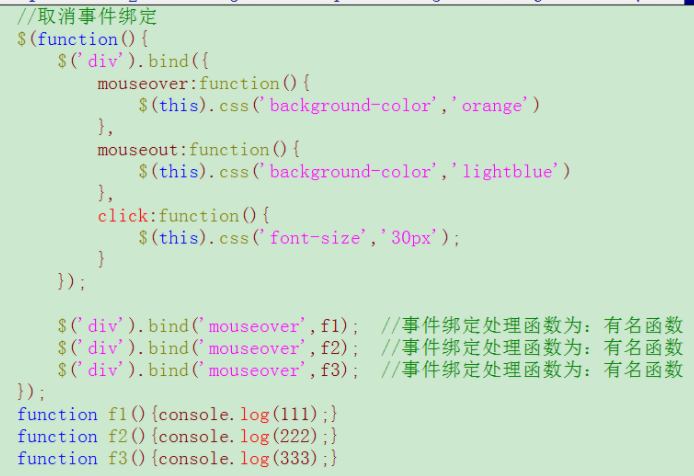 //取消事件绑定
$(function(){
    $('div').bind({
        mouseover:function(){
            $(this).css('background-color','orange')
        },
        mouseout:function(){
            $(this).css('background-color','lightblue')
        },
        click:function(){
            $(this).css('font-size','30px');
        }
    });
    $('div').bind('mouseover',f1);  //事件绑定处理函数为：有名函数
    $('div').bind('mouseover',f2);  //事件绑定处理函数为：有名函数
    $('div').bind('mouseover',f3);  //事件绑定处理函数为：有名函数
});
function f1(){console.log(111);}
function f2(){console.log(222);}
function f3(){console.log(333);}